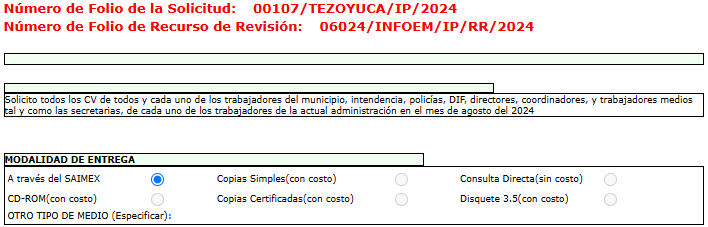 Número de Folio de la Solicitud: 00107/TEZOYUCA/IP/2024
Número de Folio de Recurso de Revisión: 06024/INFOEM/IP/RR/2024
Solicito todos los CV de todos y cada uno de los trabajadores del municipio, intendencia, policías, DIF, directores, coordinadores, y trabajadores medios
tal y como las secretarias, de cada uno de los trabajadores de la actual administración en el mes de agosto del 2024
MODALIDAD DE ENTREGA
A través del SAIMEX Copias Simples(con costo) Consulta Directa(sin costo)
CD-ROM(con costo) Copias Certificadas(con costo) Disquete 3.5(con costo)
OTRO TIPO DE MEDIO (Especificar):